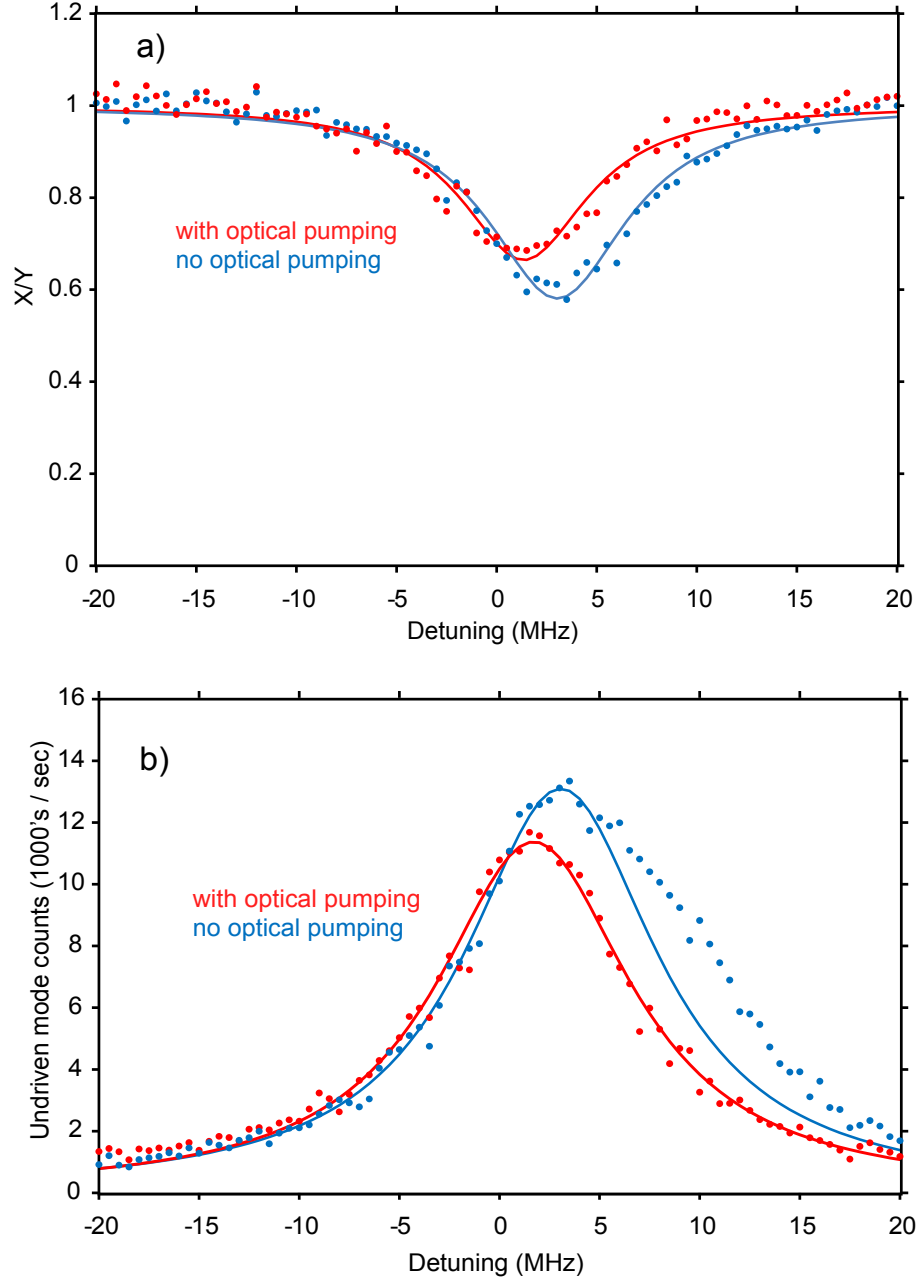 1.2
a)
1
0.8
with optical pumping
no optical pumping
X/Y
0.6
0.4
0.2
0
-20 -15 -10 -5 0 5 10 15 20
Detuning (MHz)
16
b)
14
12
10
with optical pumping
no optical pumping
Undriven mode counts (1000's / sec)
8
6
4
2
0
-20 -15 -10 -5 0 5 10 15 20
Detuning (MHz)